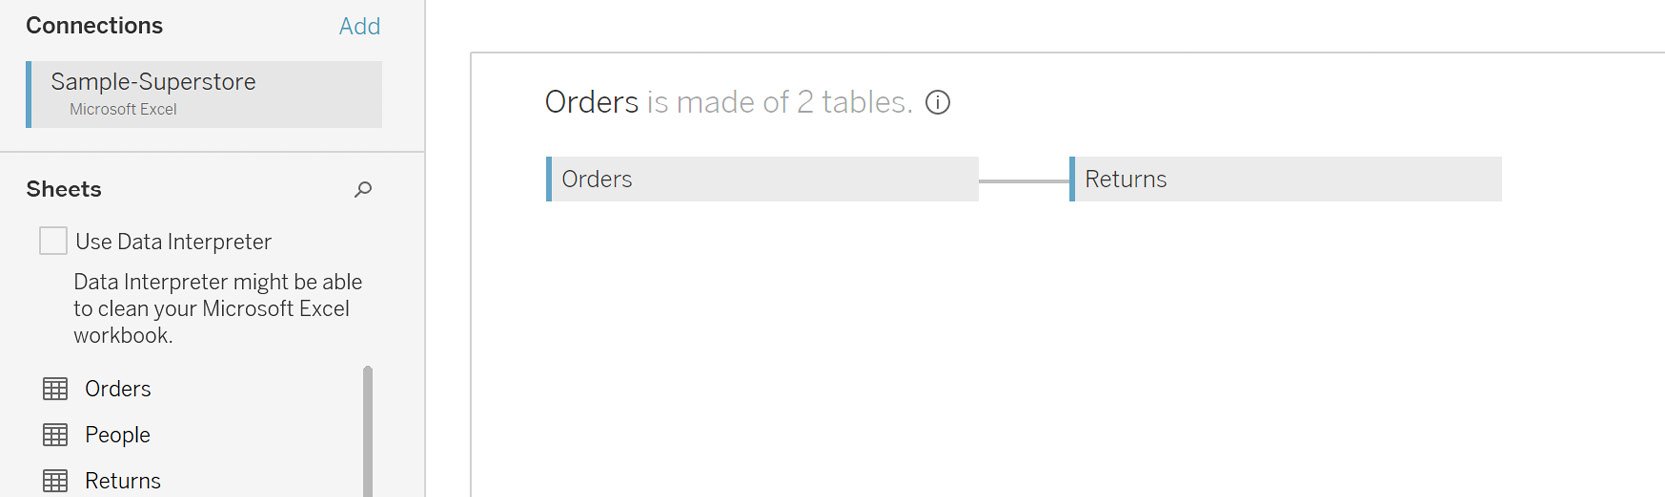 Connections Add
Sample-Superstore
Microsoft Excel
Sheets
Use Data Interpreter
Data Interpreter might be able
to clean your Microsoft Excel
workbook.
Orders
People
Returns
Orders is made of 2 tables.
Orders Returns